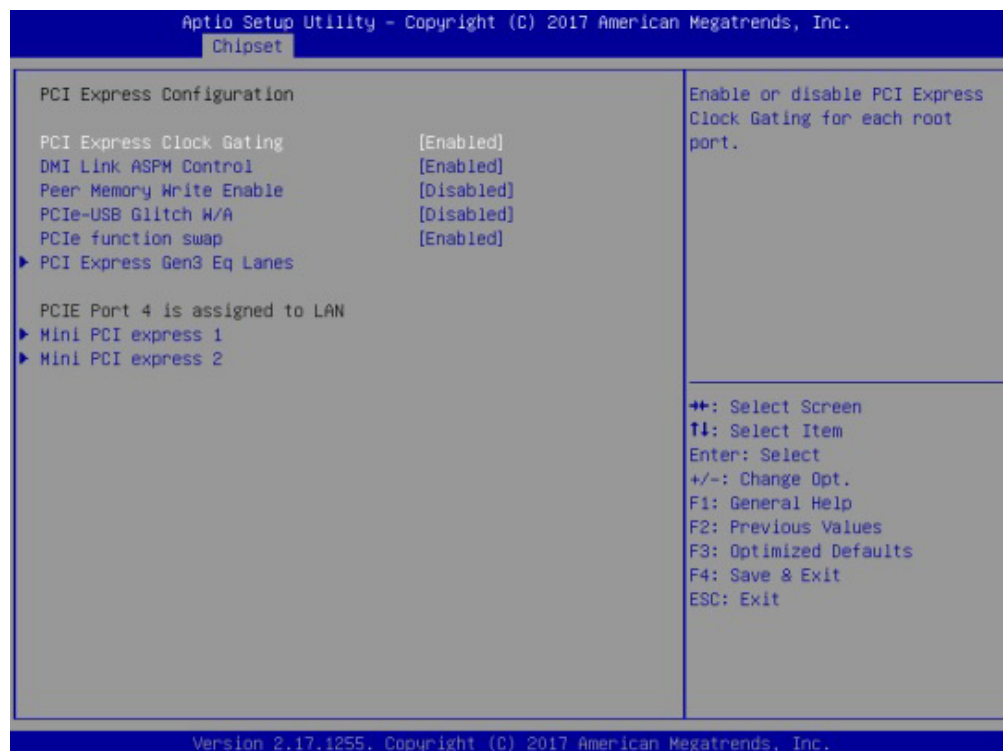 Aptio Setup Utility – Copyright (C) 2017 American Megatrends, Inc.
Chipset
PCI Express Configuration
PCI Express Clock Gating [Enabled]
DMI Link ASPM Control [Enabled]
Peer Memory Write Enable [Disabled]
PCIe-USB Glitch W/A [Disabled]
PCIe function swap [Enabled]
PCI Express Gen3 Eq Lanes
PCIE Port 4 is assigned to LAN
Mini PCI express 1
Mini PCI express 2
Enable or disable PCI Express
Clock Gating for each root
port.
→←: Select Screen
↑↓: Select Item
Enter: Select
+/-: Change Opt.
F1: General Help
F2: Previous Values
F3: Optimized Defaults
F4: Save & Exit
ESC: Exit
Version 2.17.1255. Copyright (C) 2017 American Megatrends, Inc.